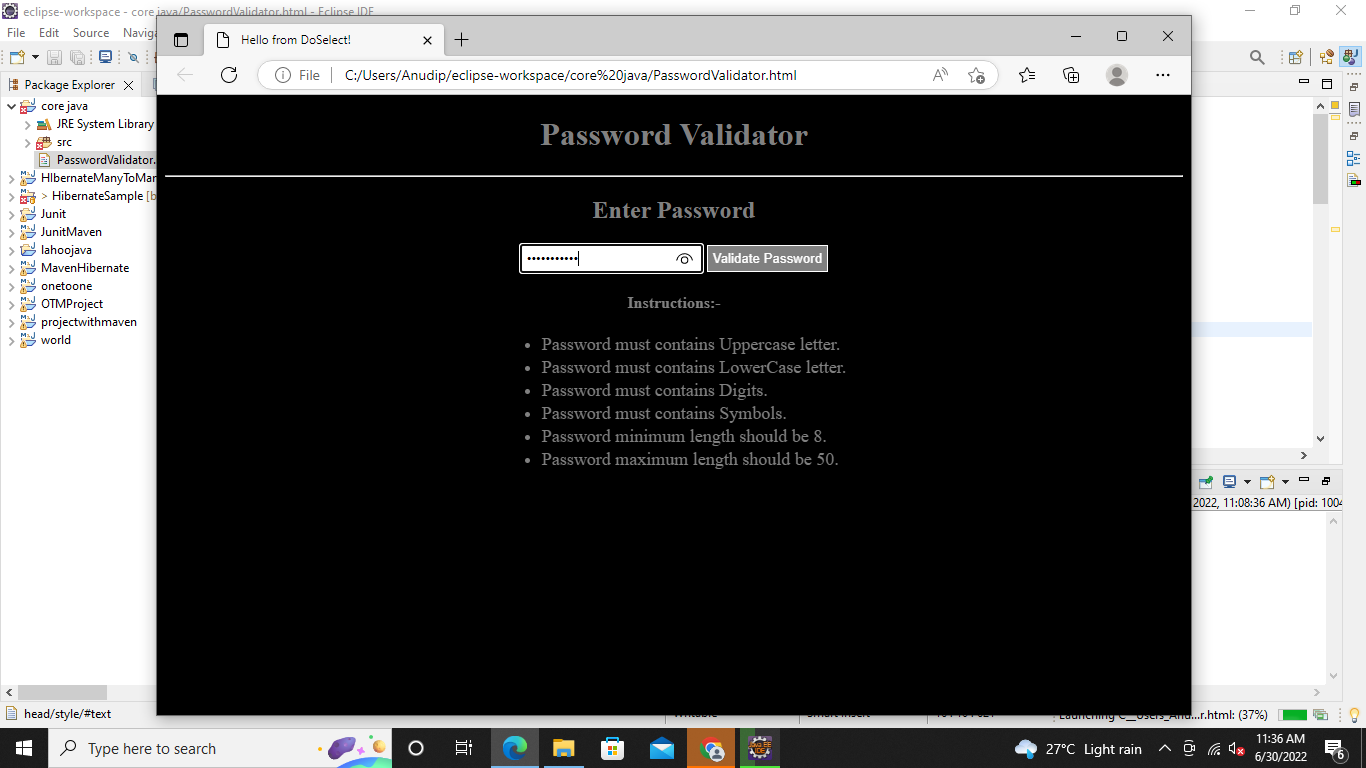 eclipse-workspace - core java/PasswordValidator.html - Eclipse IDE
File Edit Source Naviga
Package Explorer
core java
JRE System Library
src
PasswordValidator.
HIbernateManyToMar
> HibernateSample [b
Junit
JunitMaven
lahoojava
MavenHibernate
onetoone
OTMProject
projectwithmaven
world
Hello from DoSelect!
File
C:/Users/Anudip/eclipse-workspace/core%20java/PasswordValidator.html
Password Validator
Enter Password
•••••••••••
Validate Password
Instructions:-
• Password must contains Uppercase letter.
• Password must contains LowerCase letter.
• Password must contains Digits.
• Password must contains Symbols.
• Password minimum length should be 8.
• Password maximum length should be 50.
2022, 11:08:36 AM) [pid: 1004
head/style/#text
Writable
Smart Insert
Launching C__Users_Anu...r.html: (37%)
Type here to search
27°C Light rain
11:36 AM
6/30/2022
6